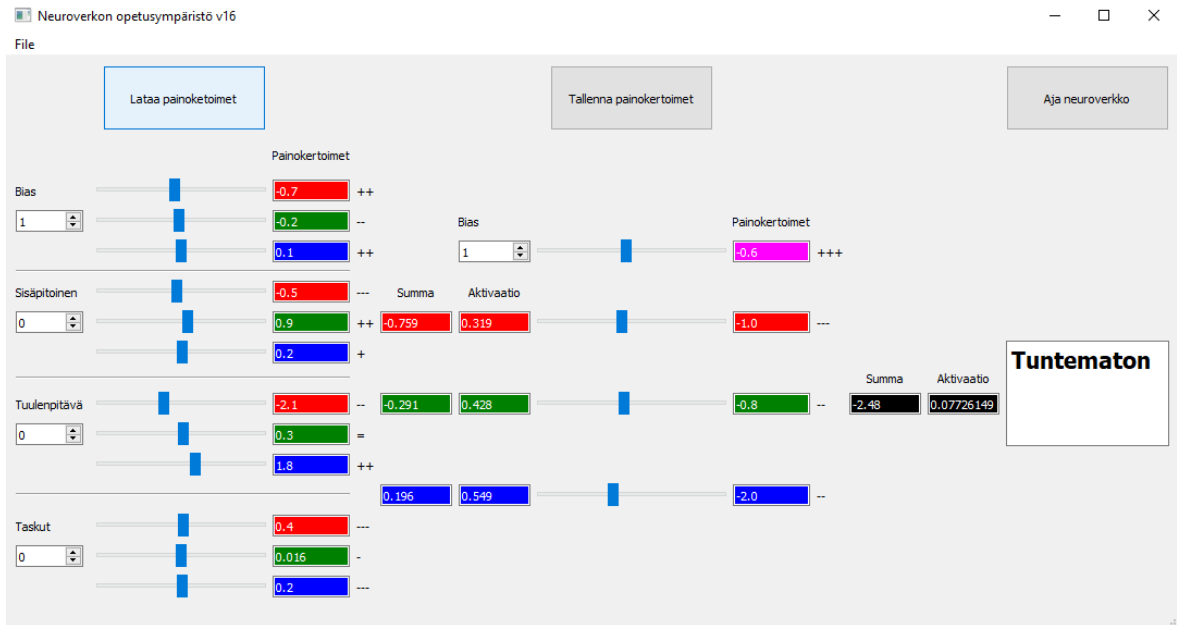 Neuroverkon opetusympäristö v16
File
Lataa painoketoimet
Tallenna painokertoimet
Aja neuroverkko
Painokertoimet
Bias
-0.7 ++
1
-0.2 --
0.1 ++
Bias
Painokertoimet
1
-0.6 +++
Sisäpitoinen
-0.5 ---
0
0.9 ++
0.2 +
Summa Aktivaatio
-0.759 0.319 -1.0 ---
Tuulenpitävä
-2.1 --
0
0.3 =
1.8 ++
-0.291 0.428 -0.8 --
Summa Aktivaatio
-2.48 0.07726149
Tuntematon
0.196 0.549 -2.0 --
Taskut
0.4 ---
0
0.016 -
0.2 ---